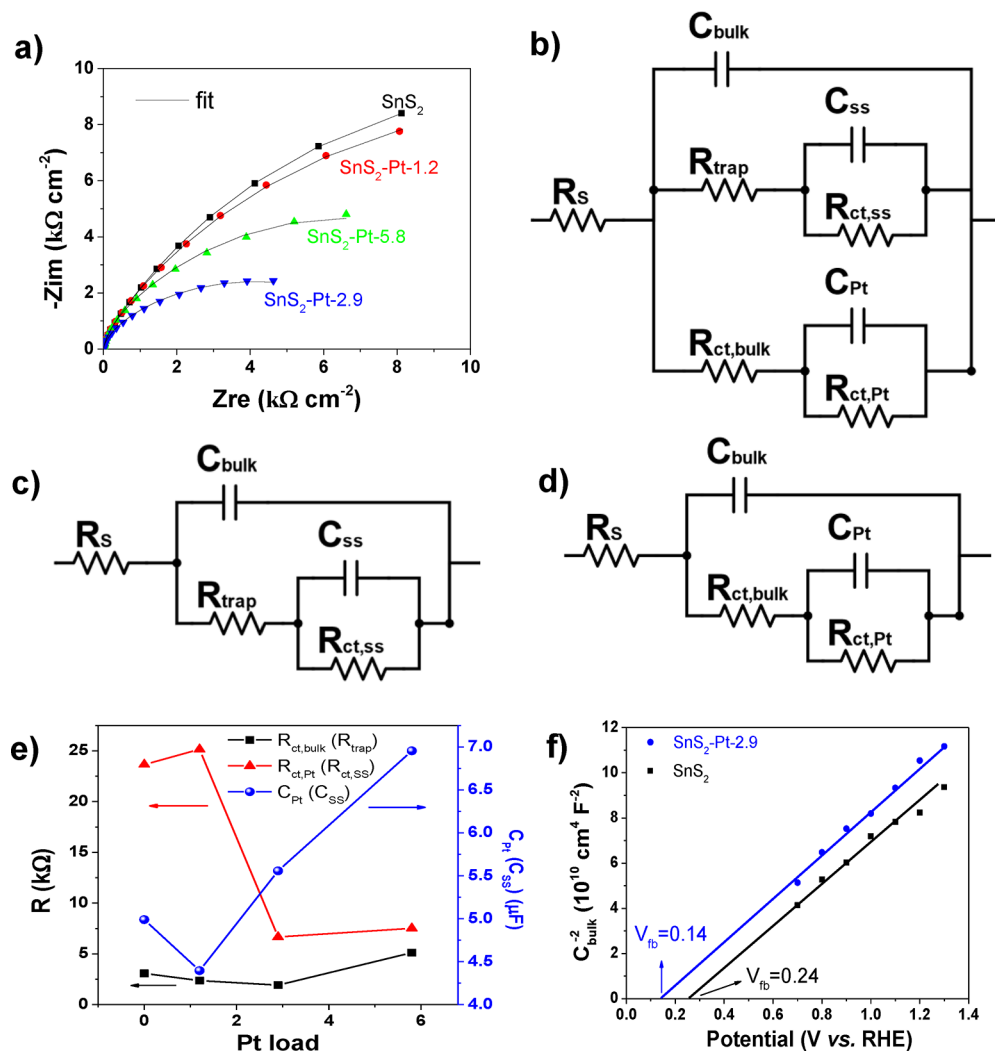 a)
fit
SnS2
SnS2-Pt-1.2
SnS2-Pt-5.8
SnS2-Pt-2.9
10
8
6
4
2
0
0 2 4 6 8 10
-Zim (kΩ cm-2)
Zre (kΩ cm-2)
b)
Cbulk
Css
Rtrap
Rs
Rct,ss
CPt
Rct,bulk
Rct,Pt
c)
Cbulk
Rs
Css
Rtrap
Rct,ss
d)
Cbulk
Rs
CPt
Rct,bulk
Rct,Pt
e)
Rct,bulk (Rtrap)
Rct,Pt (Rct,SS)
CPt (CSS)
25
20
15
10
5
0
R (kΩ)
7.0
6.5
6.0
5.5
5.0
4.5
4.0
CPt (CSS) (µF)
0 2 4 6
Pt load
f)
SnS2-Pt-2.9
SnS2
12
10
8
6
4
2
0
C-2bulk (1010 cm4 F-2)
Vfb=0.14
Vfb=0.24
0.0 0.2 0.4 0.6 0.8 1.0 1.2 1.4
Potential (V vs. RHE)